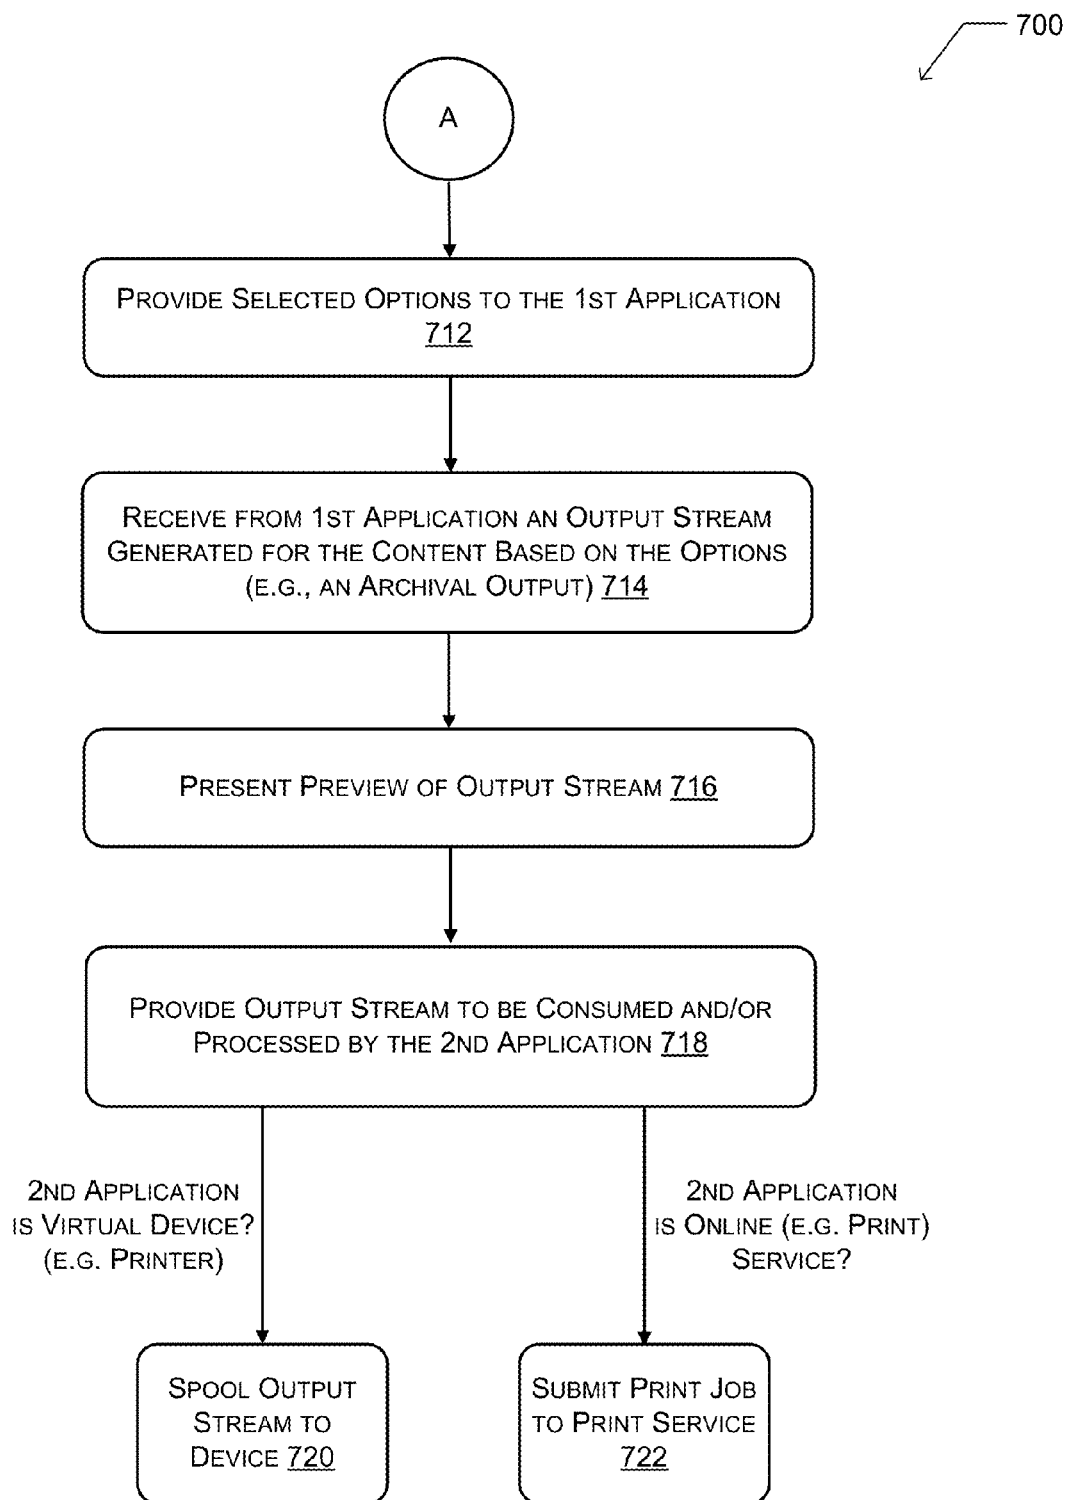 700
A
PROVIDE SELECTED OPTIONS TO THE 1ST APPLICATION
712
RECEIVE FROM 1ST APPLICATION AN OUTPUT STREAM
GENERATED FOR THE CONTENT BASED ON THE OPTIONS
(E.G., AN ARCHIVAL OUTPUT) 714
PRESENT PREVIEW OF OUTPUT STREAM 716
PROVIDE OUTPUT STREAM TO BE CONSUMED AND/OR
PROCESSED BY THE 2ND APPLICATION 718
2ND APPLICATION
IS VIRTUAL DEVICE?
(E.G. PRINTER)
2ND APPLICATION
IS ONLINE (E.G. PRINT)
SERVICE?
SPOOL OUTPUT
STREAM TO
DEVICE 720
SUBMIT PRINT JOB
TO PRINT SERVICE
722